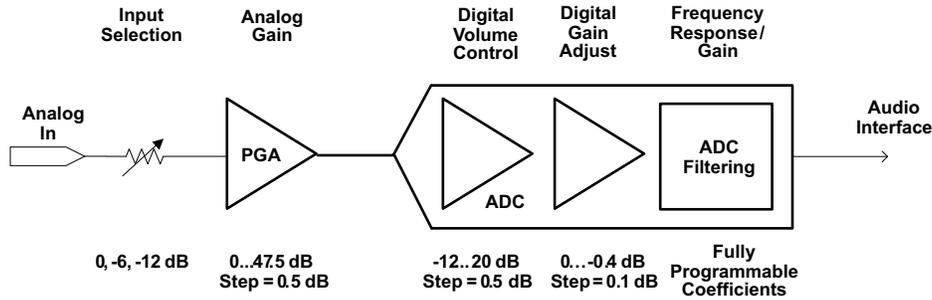 Input
Selection
Analog
Gain
Digital
Volume
Control
Digital
Gain
Adjust
Frequency
Response/
Gain
Analog
In
PGA
ADC
ADC
Filtering
Audio
Interface
0, -6, -12 dB
0...47.5 dB
Step = 0.5 dB
-12..20 dB
Step = 0.5 dB
0...-0.4 dB
Step = 0.1 dB
Fully
Programmable
Coefficients